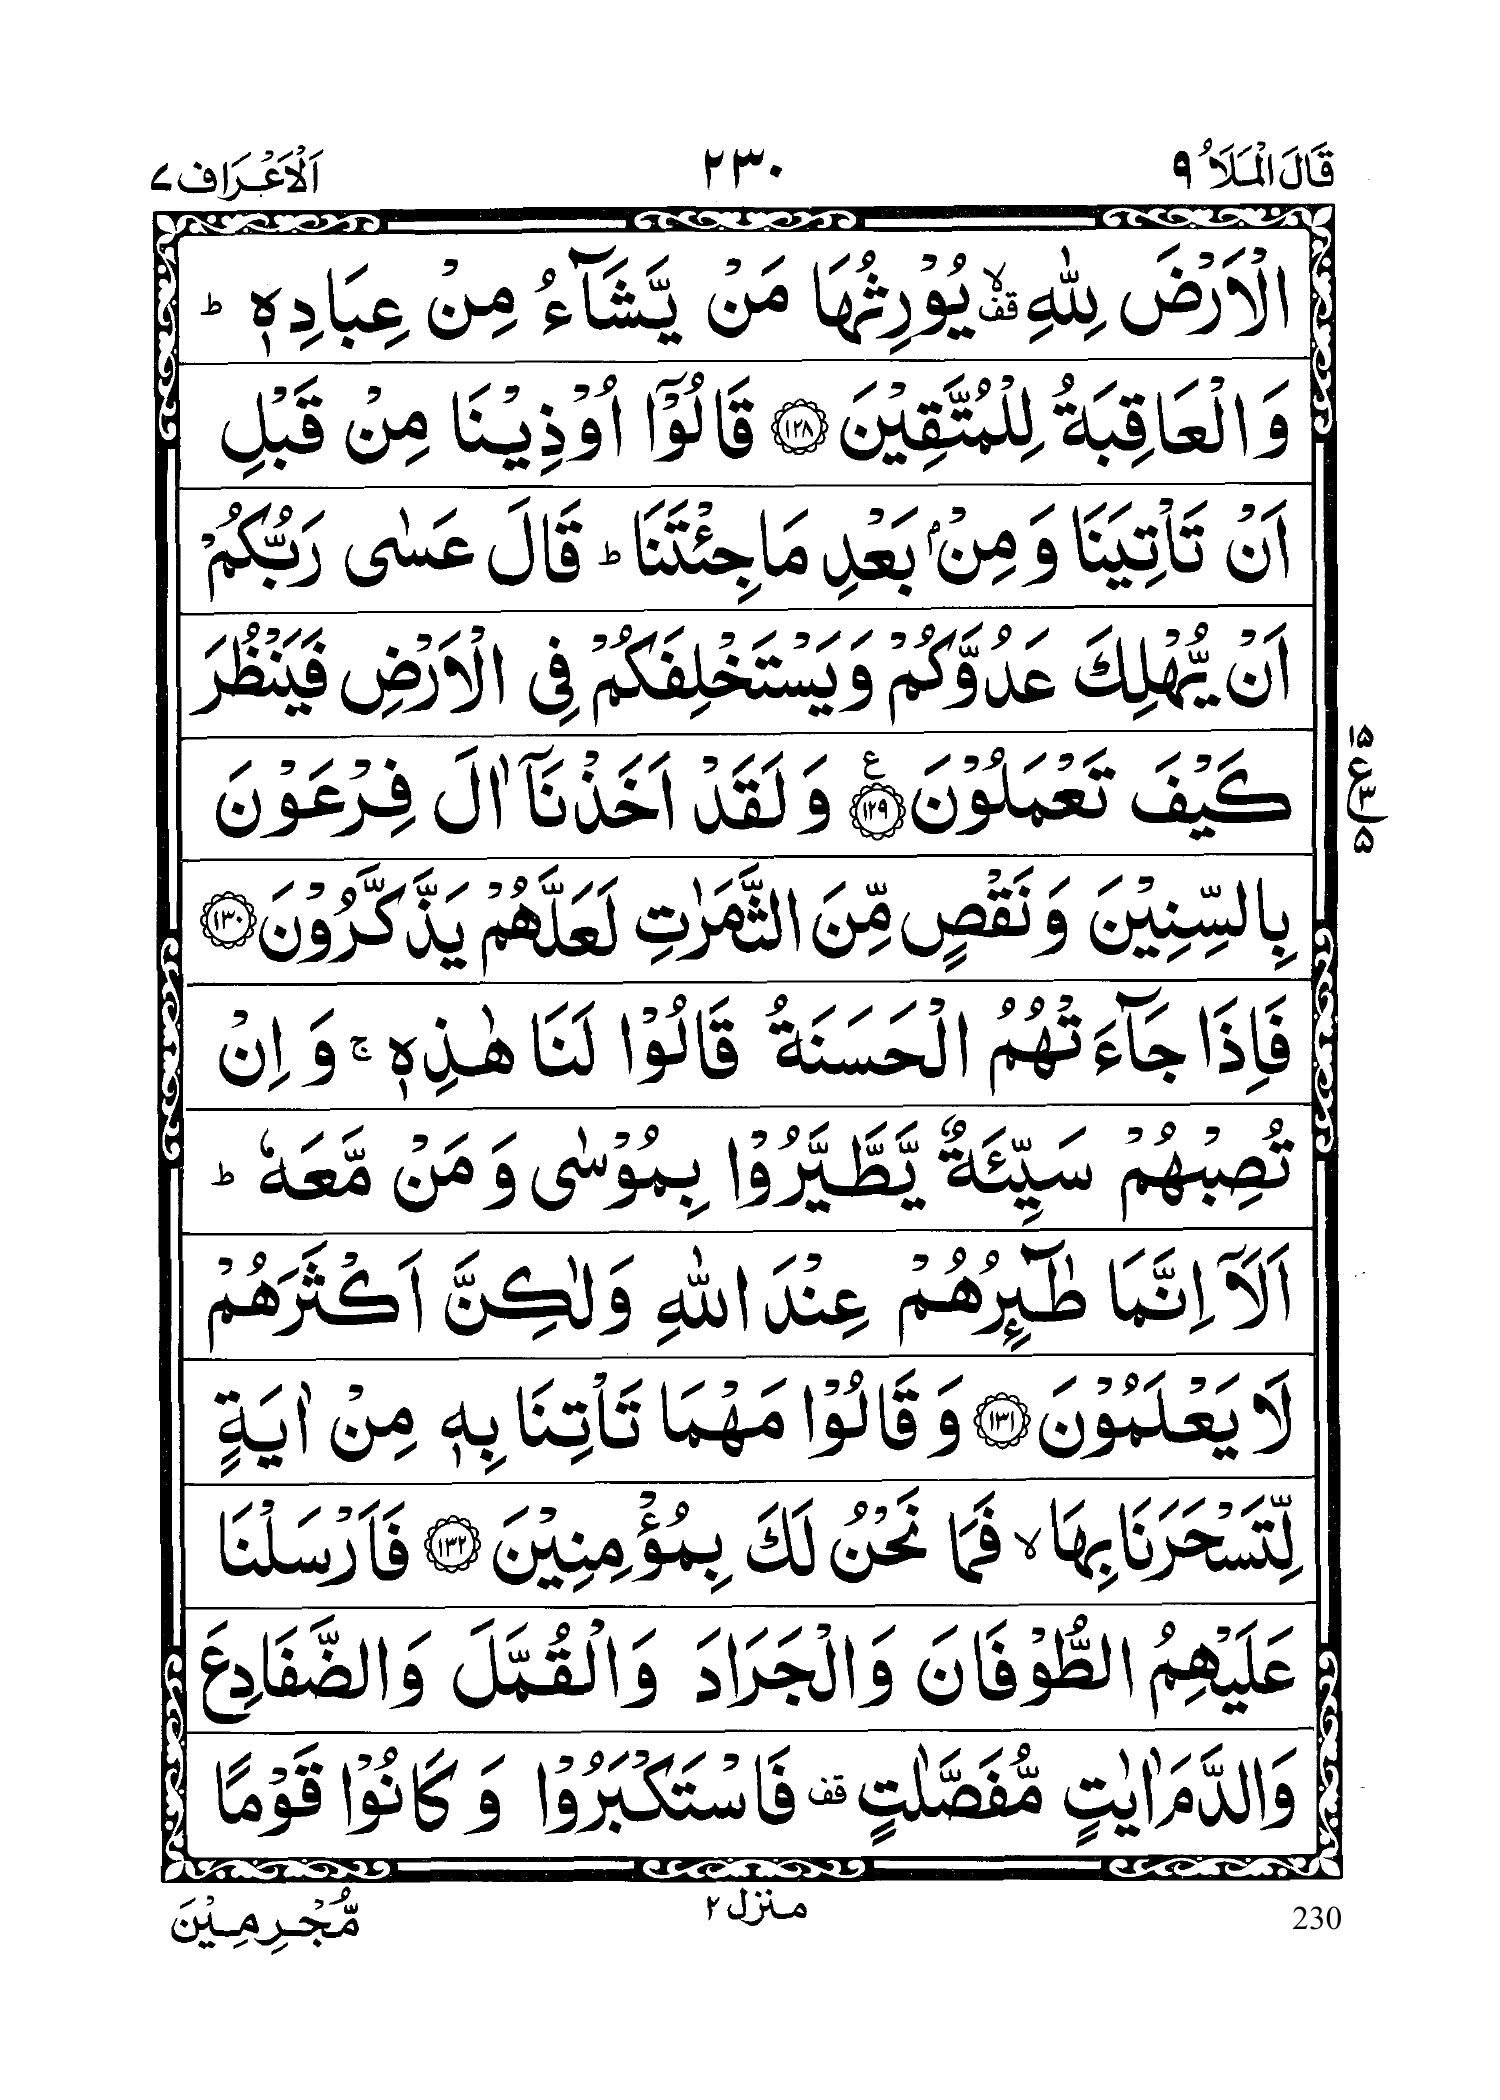 قَالَ الْمَلَاُ ٩
٢٣٠
اَلْاَعْرَاف ٧
الْاَرْضَ لِلّٰهِ ۙقف يُوْرِثُهَا مَنْ يَّشَآءُ مِنْ عِبَادِهٖ ؕ
وَالْعَاقِبَةُ لِلْمُتَّقِيْنَ ﴿١٢٨﴾ قَالُوْۤا اُوْذِيْنَا مِنْ قَبْلِ
اَنْ تَاْتِيَنَا وَ مِنْۢ بَعْدِ مَا جِئْتَنَا ؕ قَالَ عَسٰى رَبُّكُمْ
اَنْ يُّهْلِكَ عَدُوَّكُمْ وَيَسْتَخْلِفَكُمْ فِى الْاَرْضِ فَيَنْظُرَ
كَيْفَ تَعْمَلُوْنَ ﴿١٢٩﴾ ع وَ لَقَدْ اَخَذْنَاۤ اٰلَ فِرْعَوْنَ
١٥
ع
٣
٥
بِالسِّنِيْنَ وَ نَقْصٍ مِّنَ الثَّمَرٰتِ لَعَلَّهُمْ يَذَّكَّرُوْنَ ﴿١٣٠﴾
فَاِذَا جَآءَتْهُمُ الْحَسَنَةُ قَالُوْا لَنَا هٰذِهٖ ۚ وَ اِنْ
تُصِبْهُمْ سَيِّئَةٌ يَّطَّيَّرُوْا بِمُوْسٰى وَ مَنْ مَّعَهٗ ؕ
اَلَاۤ اِنَّمَا طٰٓئِرُهُمْ عِنْدَ اللّٰهِ وَلٰكِنَّ اَكْثَرَهُمْ
لَا يَعْلَمُوْنَ ﴿١٣١﴾ وَ قَالُوْا مَهْمَا تَاْتِنَا بِهٖ مِنْ اٰيَةٍ
لِّتَسْحَرَنَا بِهَا ۙ فَمَا نَحْنُ لَكَ بِمُؤْمِنِيْنَ ﴿١٣٢﴾ فَاَرْسَلْنَا
عَلَيْهِمُ الطُّوْفَانَ وَالْجَرَادَ وَالْقُمَّلَ وَالضَّفَادِعَ
وَالدَّمَ اٰيٰتٍ مُّفَصَّلٰتٍ قف فَاسْتَكْبَرُوْا وَ كَانُوْا قَوْمًا
مُّجْرِمِيْنَ
منزل ٢
230